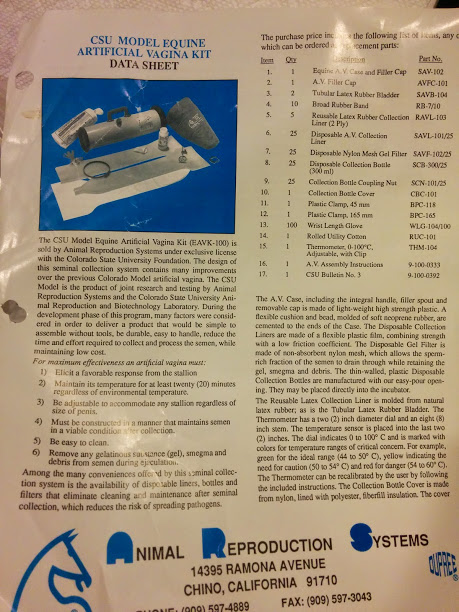 CSU MODEL EQUINE
ARTIFICIAL VAGINA KIT
DATA SHEET
The CSU Model Equine Artificial Vagina Kit (EAVK-100) is
sold by Animal Reproduction Systems under exclusive license
with the Colorado State University Foundation. The design of
this seminal collection system contains many improvements
over the previous Colorado Model artificial vagina. The CSU
Model is the product of joint research and testing by Animal
Reproduction Systems and the Colorado State University Ani-
mal Reproduction and Biotechnology Laboratory. During the
development phase of this program, many factors were consid-
ered in order to deliver a product that would be simple to
assemble without tools, be durable, easy to handle, reduce the
time and effort required to collect and process the semen, while
maintaining low cost.
For maximum effectiveness an artificial vagina must:
1) Elicit a favorable response from the stallion
2) Maintain its temperature for at least twenty (20) minutes
regardless of environmental temperature.
3) Be adjustable to accommodate any stallion regardless of
size of penis.
4) Must be constructed in a manner that maintains semen
in a viable condition after collection.
5) Be easy to clean.
6) Remove any gelatinous substance (gel), smegma and
debris from semen during ejaculation.
Among the many conveniences offered by this seminal collec-
tion system is the availability of disposable liners, bottles and
filters that eliminate cleaning and maintenance after seminal
collection, which reduces the risk of spreading pathogens.
The purchase price the following list of items, any
which can be ordered replacement parts:
Item Qty Description Part No.
1. 1 Equine A.V. Case and Filler Cap SAV-102
2. 1 A.V. Filler Cap AVFC-101
3. 2 Tubular Latex Rubber Bladder SAVB-104
4. 10 Broad Rubber Band RB-7/10
5. 5 Reusable Latex Rubber Collection RAVL-103
Liner (2 Ply)
6. 25 Disposable A.V. Collection SAVL-101/25
Liner
7. 25 Disposable Nylon Mesh Gel Filter SAVF-102/25
8. 25 Disposable Collection Bottle SCB-300/25
(300 ml)
9. 25 Collection Bottle Coupling Nut SCN-101/25
10. 1 Collection Bottle Cover CBC-101
11. 1 Plastic Clamp, 45 mm BPC-118
12. 1 Plastic Clamp, 165 mm BPC-165
13. 100 Wrist Length Glove WLG-104/100
14. 1 Rolled Utility Cotton RUC-101
15. 1 Thermometer, 0-100°C, THM-104
Adjustable, with Clip
16. 1 A.V. Assembly Instructions 9-100-0333
17. 1 CSU Bulletin No. 3 9-100-0392
The A.V. Case, including the integral handle, filler spout and
removable cap is made of light-weight high strength plastic. A
flexible cushion and bead, molded of soft neoprene rubber, are
cemented to the ends of the Case. The Disposable Collection
Liners are made of a flexible plastic film, combining strength
with a low friction coefficient. The Disposable Gel Filter is
made of non-absorbent nylon mesh, which allows the sperm-
rich fraction of the semen to drain through while retaining the
gel, smegma and debris. The thin-walled, plastic Disposable
Collection Bottles are manufactured with our easy-pour open-
ing. They may be placed directly into the incubator.
The Reusable Latex Collection Liner is molded from natural
latex rubber; as is the Tubular Latex Rubber Bladder. The
Thermometer has a two (2) inch diameter dial and an eight (8)
inch stem. The temperature sensor is placed into the last two
(2) inches. The dial indicates 0 to 100° C and is marked with
colors for temperature ranges of critical concern. For example,
green for the ideal range (44 to 50° C), yellow indicating the
need for caution (50 to 54° C) and red for danger (54 to 60° C).
The Thermometer can be recalibrated by the user by following
the included instructions. The Collection Bottle Cover is made
from nylon, lined with polyester, fiberfill insulation. The cover
ANIMAL REPRODUCTION SYSTEMS
14395 RAMONA AVENUE
CHINO, CALIFORNIA 91710
PHONE: (909) 597-4889 FAX: (909) 597-3043
DUPREE